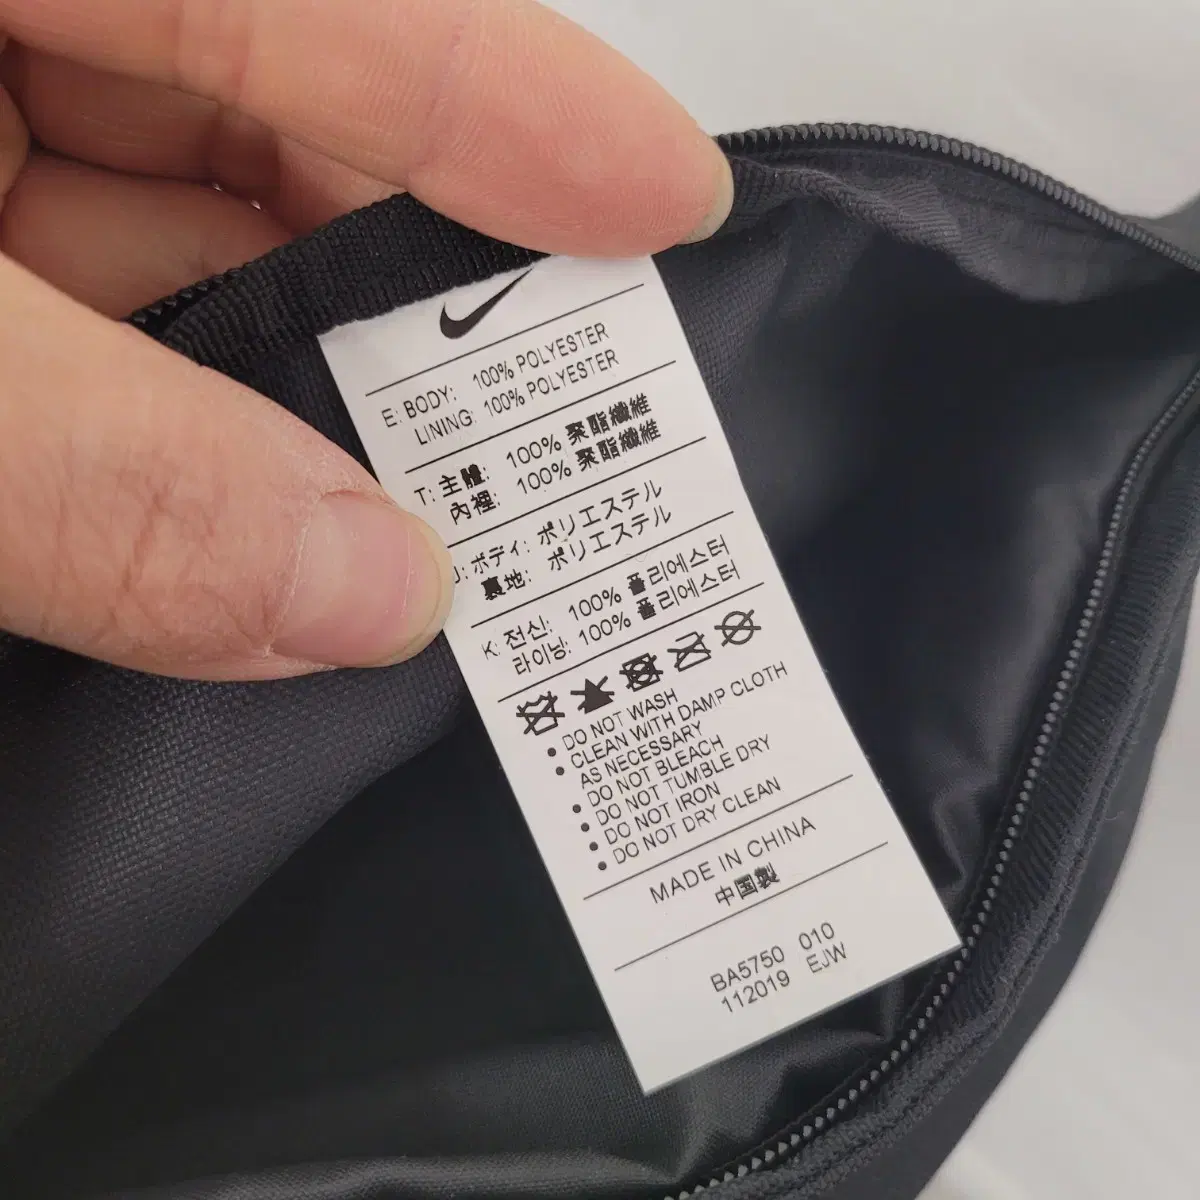 E: BODY: 100% POLYESTER
LINING: 100% POLYESTER
T: 主體: 100% 聚酯纖維
內裡: 100% 聚酯纖維
J: ボディ: ポリエステル
裏地: ポリエステル
K: 전신: 100% 폴리에스터
라이닝: 100% 폴리에스터
• DO NOT WASH
• CLEAN WITH DAMP CLOTH
AS NECESSARY
• DO NOT BLEACH
• DO NOT TUMBLE DRY
• DO NOT IRON
• DO NOT DRY CLEAN
MADE IN CHINA
中国製
BA5750 010
112019 EJW